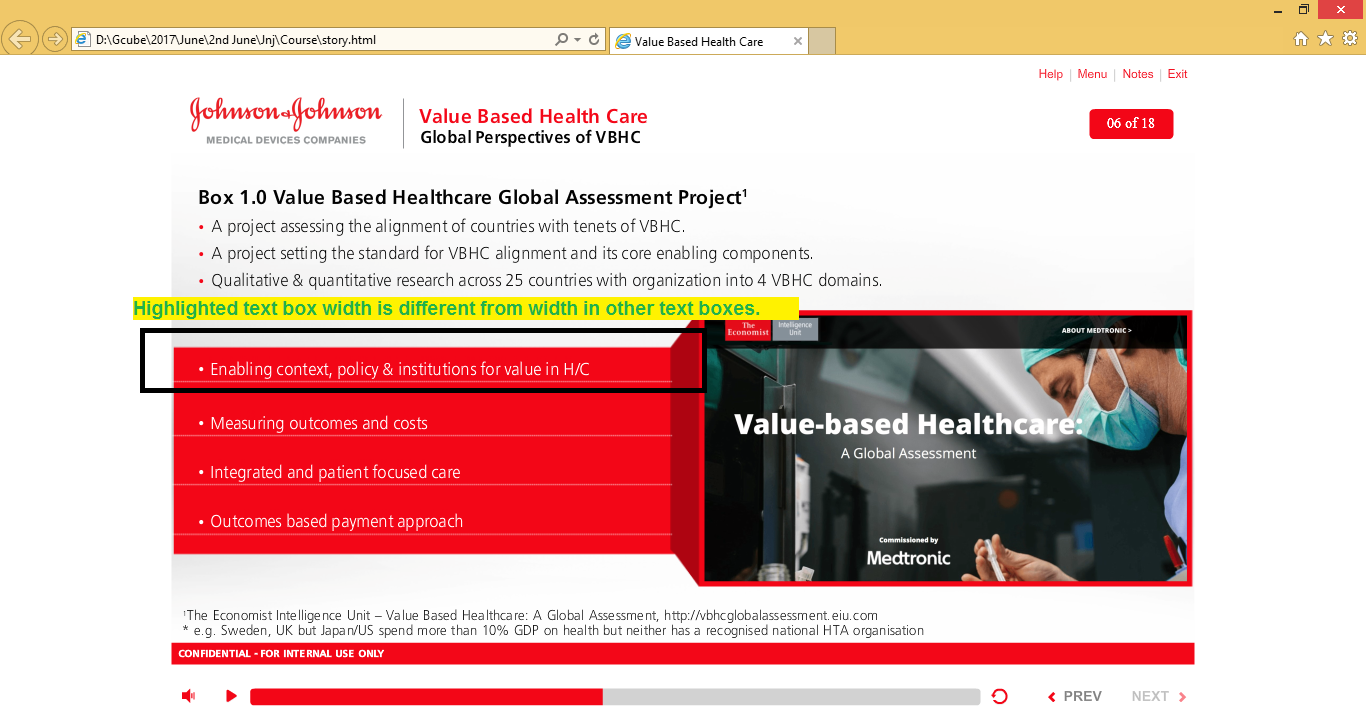 D:\Gcube\2017\June\2nd June\Jnj\Course\story.html
Value Based Health Care
Help | Menu | Notes | Exit
Johnson & Johnson
MEDICAL DEVICES COMPANIES
Value Based Health Care
Global Perspectives of VBHC
06 of 18
Box 1.0 Value Based Healthcare Global Assessment Project¹
• A project assessing the alignment of countries with tenets of VBHC.
• A project setting the standard for VBHC alignment and its core enabling components.
• Qualitative & quantitative research across 25 countries with organization into 4 VBHC domains.
Highlighted text box width is different from width in other text boxes.
• Enabling context, policy & institutions for value in H/C
• Measuring outcomes and costs
• Integrated and patient focused care
• Outcomes based payment approach
The
Economist
Intelligence
Unit
ABOUT MEDTRONIC >
Value-based Healthcare:
A Global Assessment
Commissioned by
Medtronic
¹The Economist Intelligence Unit – Value Based Healthcare: A Global Assessment, http://vbhcglobalassessment.eiu.com
* e.g. Sweden, UK but Japan/US spend more than 10% GDP on health but neither has a recognised national HTA organisation
CONFIDENTIAL - FOR INTERNAL USE ONLY
PREV
NEXT